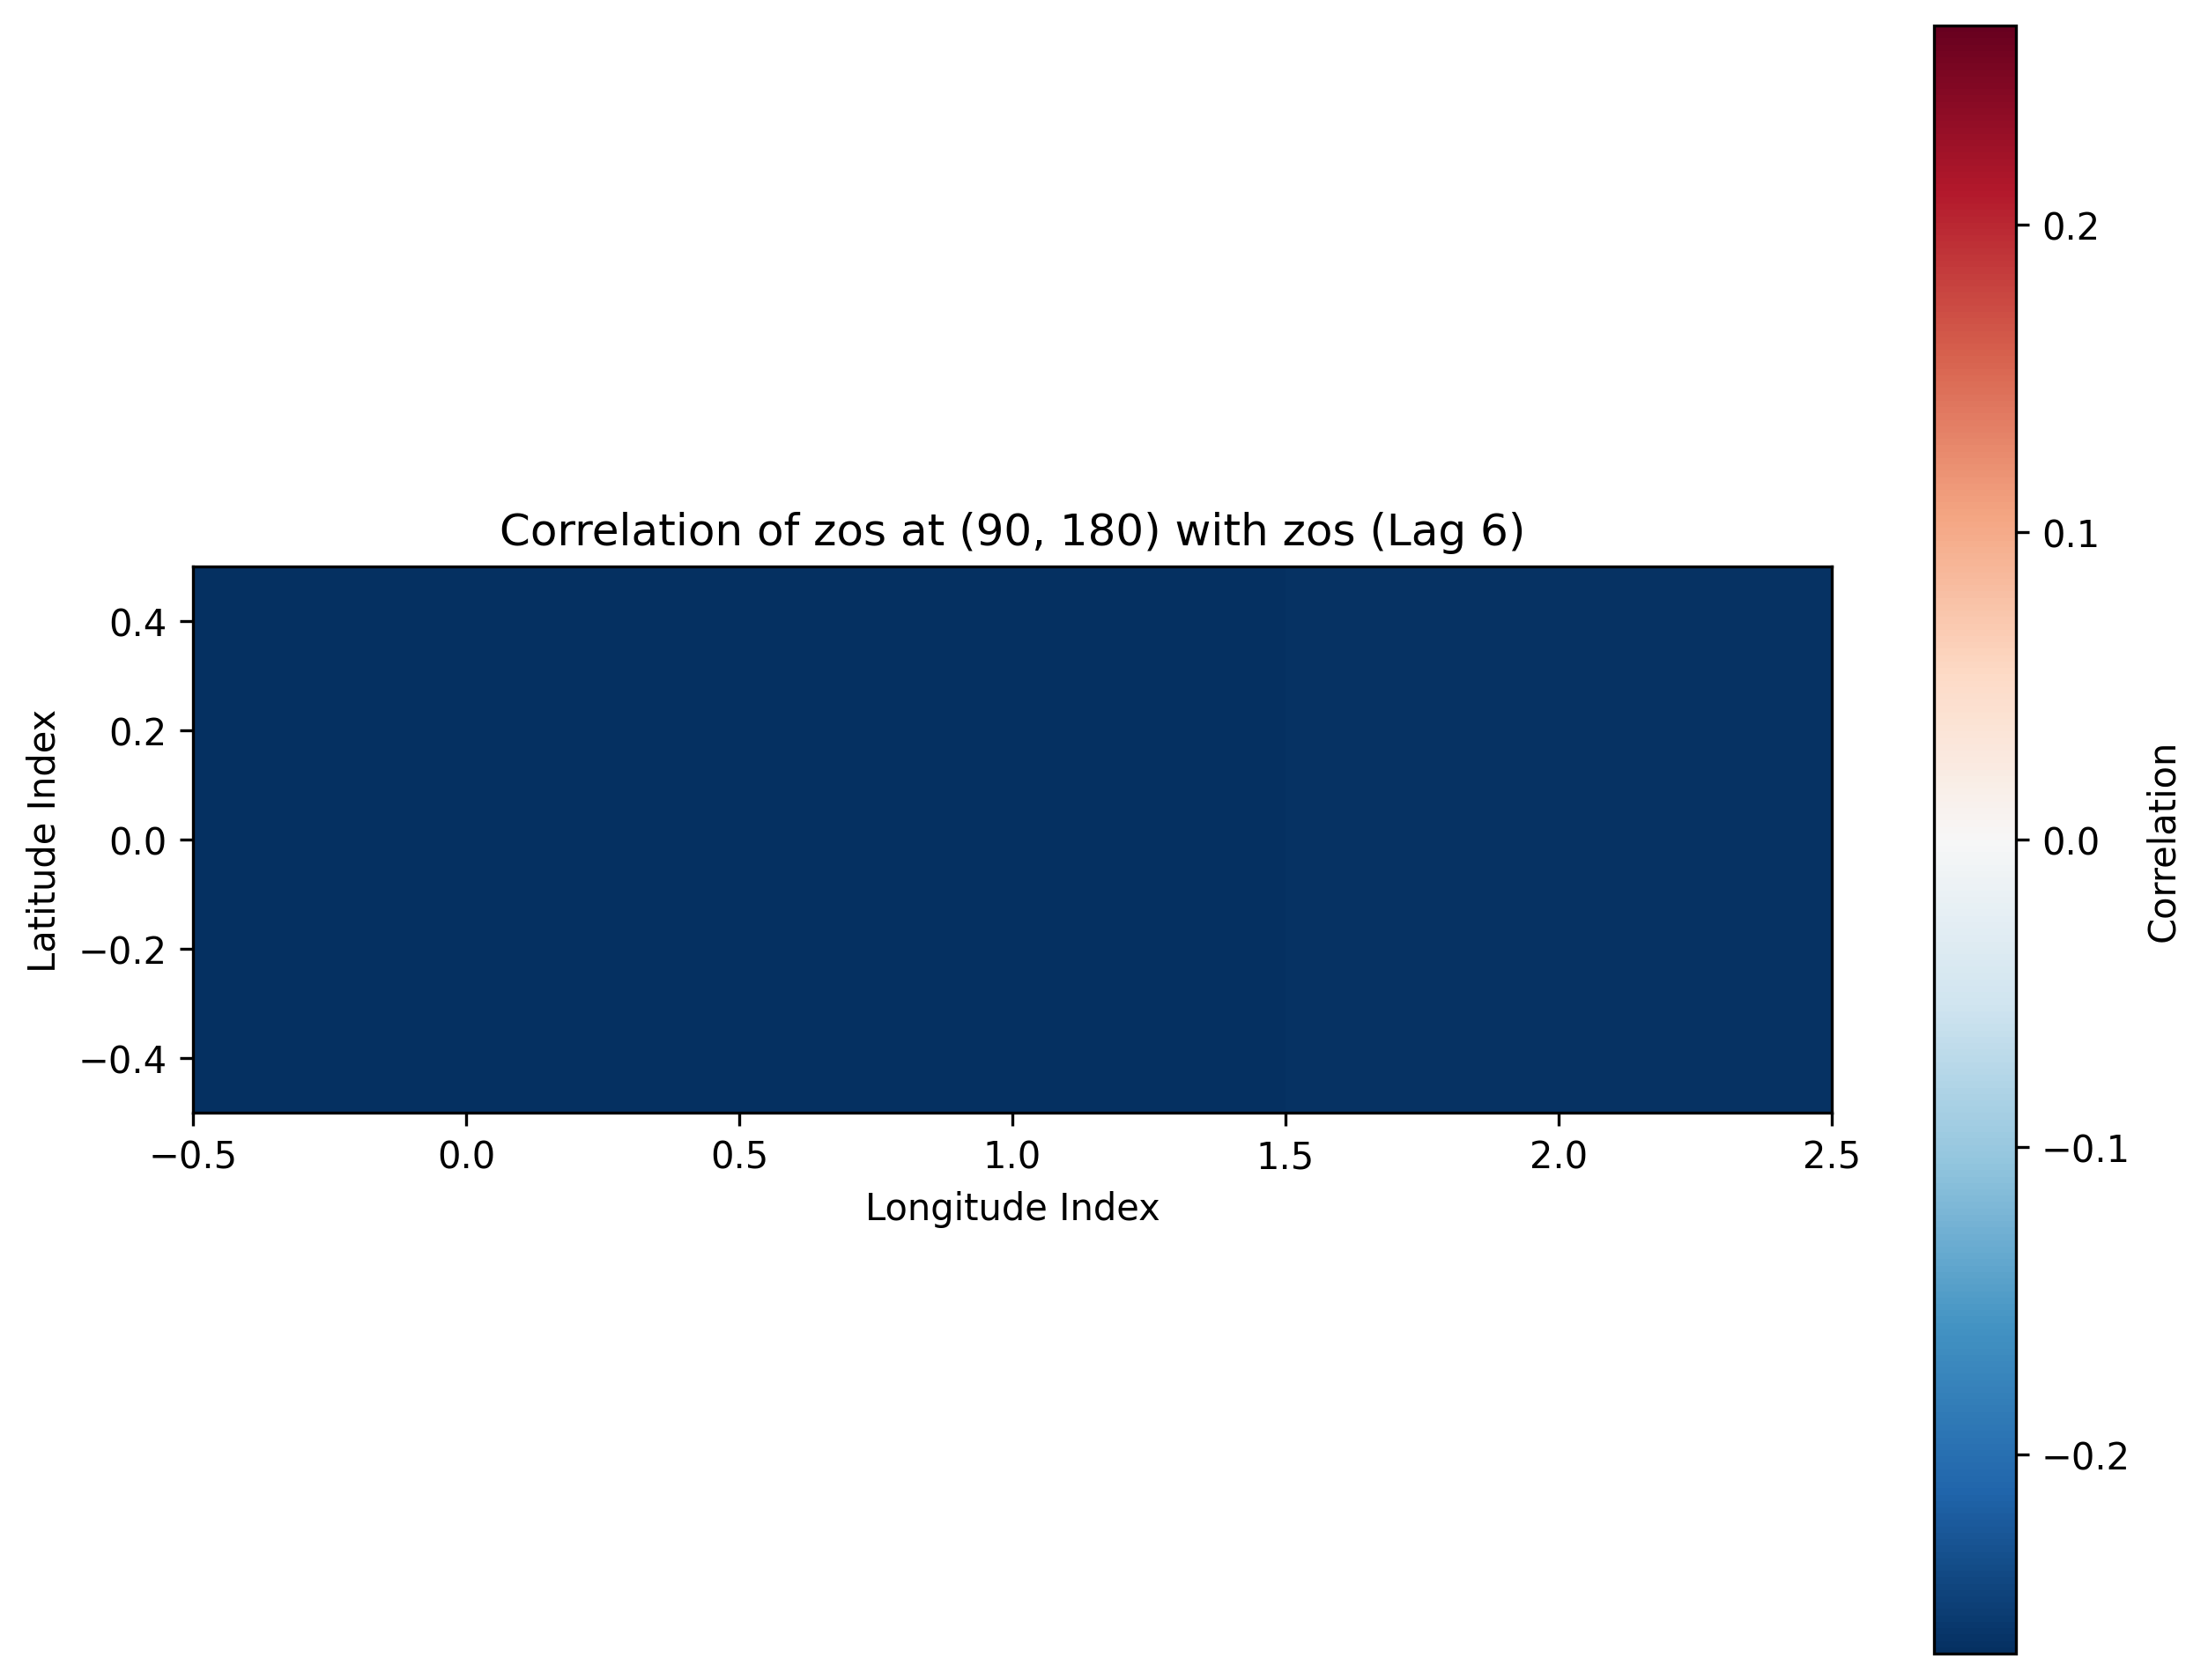 Correlation of zos at (90, 180) with zos (Lag 6)
Latitude Index
0.4
0.2
0.0
−0.2
−0.4
−0.5 0.0 0.5 1.0 1.5 2.0 2.5
Longitude Index
0.2
0.1
0.0
−0.1
−0.2
Correlation